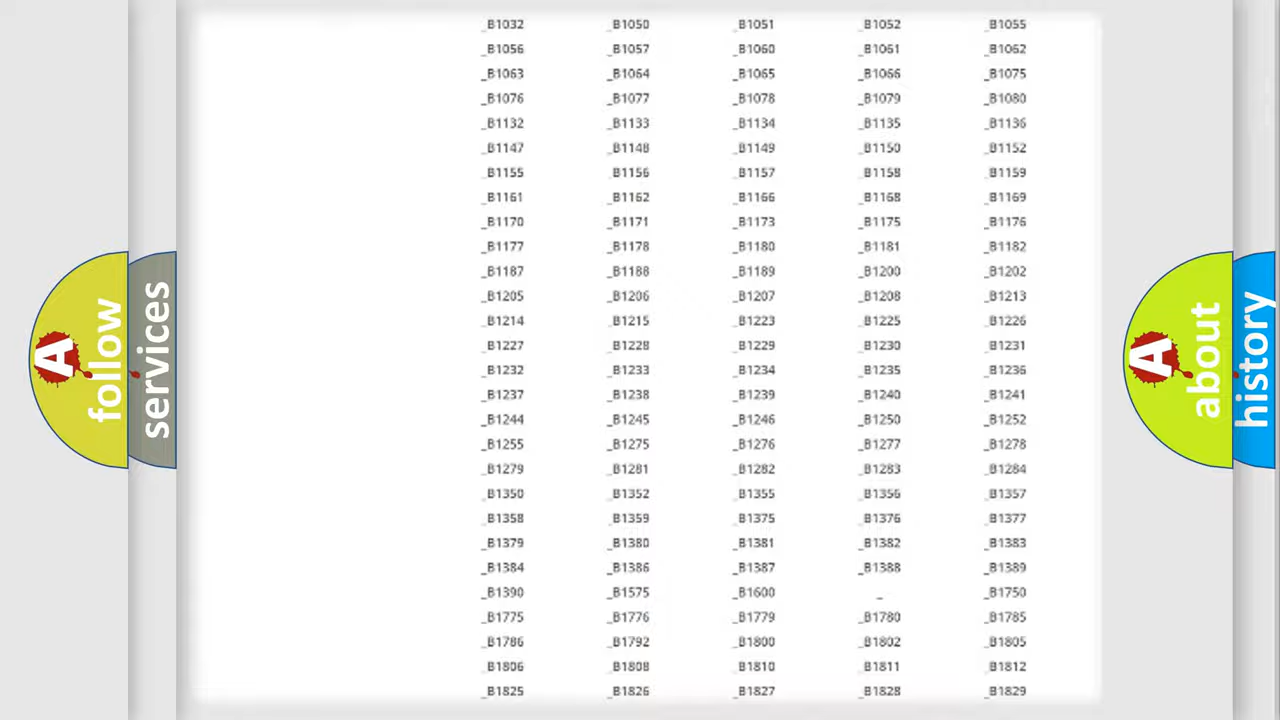 _B1032 _B1050 _B1051 _B1052 _B1055
_B1056 _B1057 _B1060 _B1061 _B1062
_B1063 _B1064 _B1065 _B1066 _B1075
_B1076 _B1077 _B1078 _B1079 _B1080
_B1132 _B1133 _B1134 _B1135 _B1136
_B1147 _B1148 _B1149 _B1150 _B1152
_B1155 _B1156 _B1157 _B1158 _B1159
_B1161 _B1162 _B1166 _B1168 _B1169
_B1170 _B1171 _B1173 _B1175 _B1176
_B1177 _B1178 _B1180 _B1181 _B1182
_B1187 _B1188 _B1189 _B1200 _B1202
_B1205 _B1206 _B1207 _B1208 _B1213
_B1214 _B1215 _B1223 _B1225 _B1226
_B1227 _B1228 _B1229 _B1230 _B1231
_B1232 _B1233 _B1234 _B1235 _B1236
_B1237 _B1238 _B1239 _B1240 _B1241
_B1244 _B1245 _B1246 _B1250 _B1252
_B1255 _B1275 _B1276 _B1277 _B1278
_B1279 _B1281 _B1282 _B1283 _B1284
_B1350 _B1352 _B1355 _B1356 _B1357
_B1358 _B1359 _B1375 _B1376 _B1377
_B1379 _B1380 _B1381 _B1382 _B1383
_B1384 _B1386 _B1387 _B1388 _B1389
_B1390 _B1575 _B1600 _ _B1750
_B1775 _B1776 _B1779 _B1780 _B1785
_B1786 _B1792 _B1800 _B1802 _B1805
_B1806 _B1808 _B1810 _B1811 _B1812
_B1825 _B1826 _B1827 _B1828 _B1829
A follow
services
A about
history